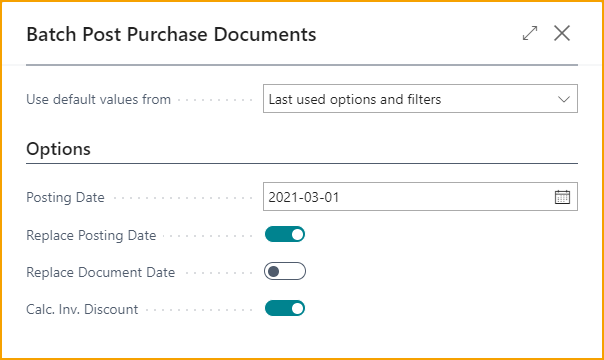 Batch Post Purchase Documents
Use default values from Last used options and filters
Options
Posting Date 2021-03-01
Replace Posting Date
Replace Document Date
Calc. Inv. Discount